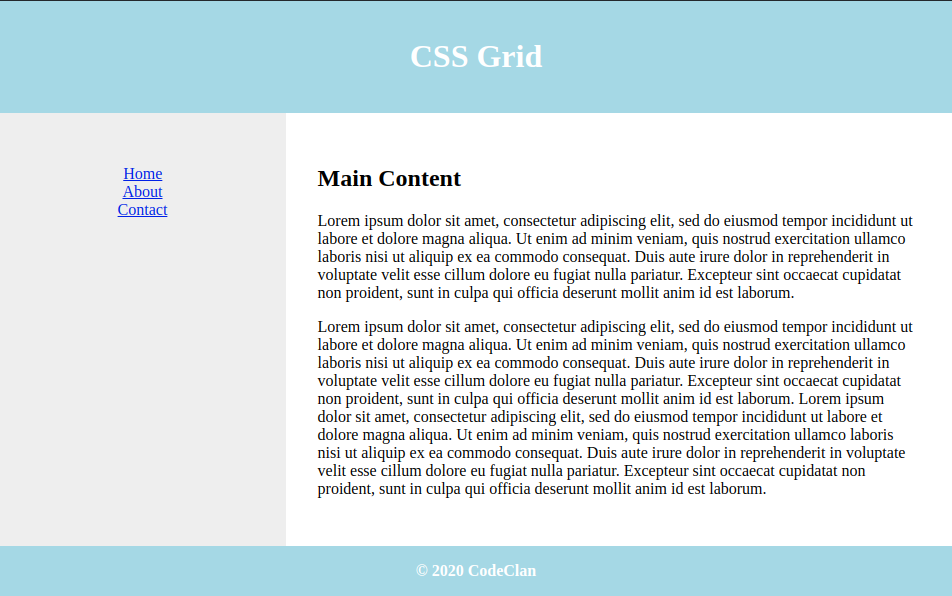 CSS Grid
Home
About
Contact
Main Content
Lorem ipsum dolor sit amet, consectetur adipiscing elit, sed do eiusmod tempor incididunt ut
labore et dolore magna aliqua. Ut enim ad minim veniam, quis nostrud exercitation ullamco
laboris nisi ut aliquip ex ea commodo consequat. Duis aute irure dolor in reprehenderit in
voluptate velit esse cillum dolore eu fugiat nulla pariatur. Excepteur sint occaecat cupidatat
non proident, sunt in culpa qui officia deserunt mollit anim id est laborum.
Lorem ipsum dolor sit amet, consectetur adipiscing elit, sed do eiusmod tempor incididunt ut
labore et dolore magna aliqua. Ut enim ad minim veniam, quis nostrud exercitation ullamco
laboris nisi ut aliquip ex ea commodo consequat. Duis aute irure dolor in reprehenderit in
voluptate velit esse cillum dolore eu fugiat nulla pariatur. Excepteur sint occaecat cupidatat
non proident, sunt in culpa qui officia deserunt mollit anim id est laborum. Lorem ipsum
dolor sit amet, consectetur adipiscing elit, sed do eiusmod tempor incididunt ut labore et
dolore magna aliqua. Ut enim ad minim veniam, quis nostrud exercitation ullamco laboris
nisi ut aliquip ex ea commodo consequat. Duis aute irure dolor in reprehenderit in voluptate
velit esse cillum dolore eu fugiat nulla pariatur. Excepteur sint occaecat cupidatat non
proident, sunt in culpa qui officia deserunt mollit anim id est laborum.
© 2020 CodeClan